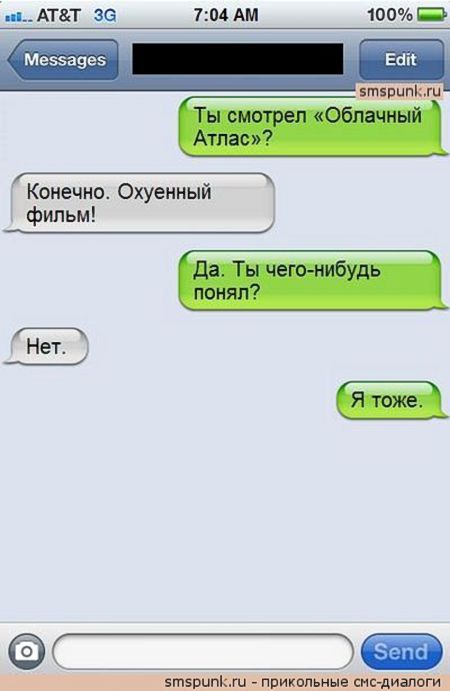 AT&T 3G 7:04 AM 100%
Messages Edit
smspunk.ru
Ты смотрел «Облачный
Атлас»?
Конечно. Охуенный
фильм!
Да. Ты чего-нибудь
понял?
Нет.
Я тоже.
Send
smspunk.ru - прикольные смс-диалоги